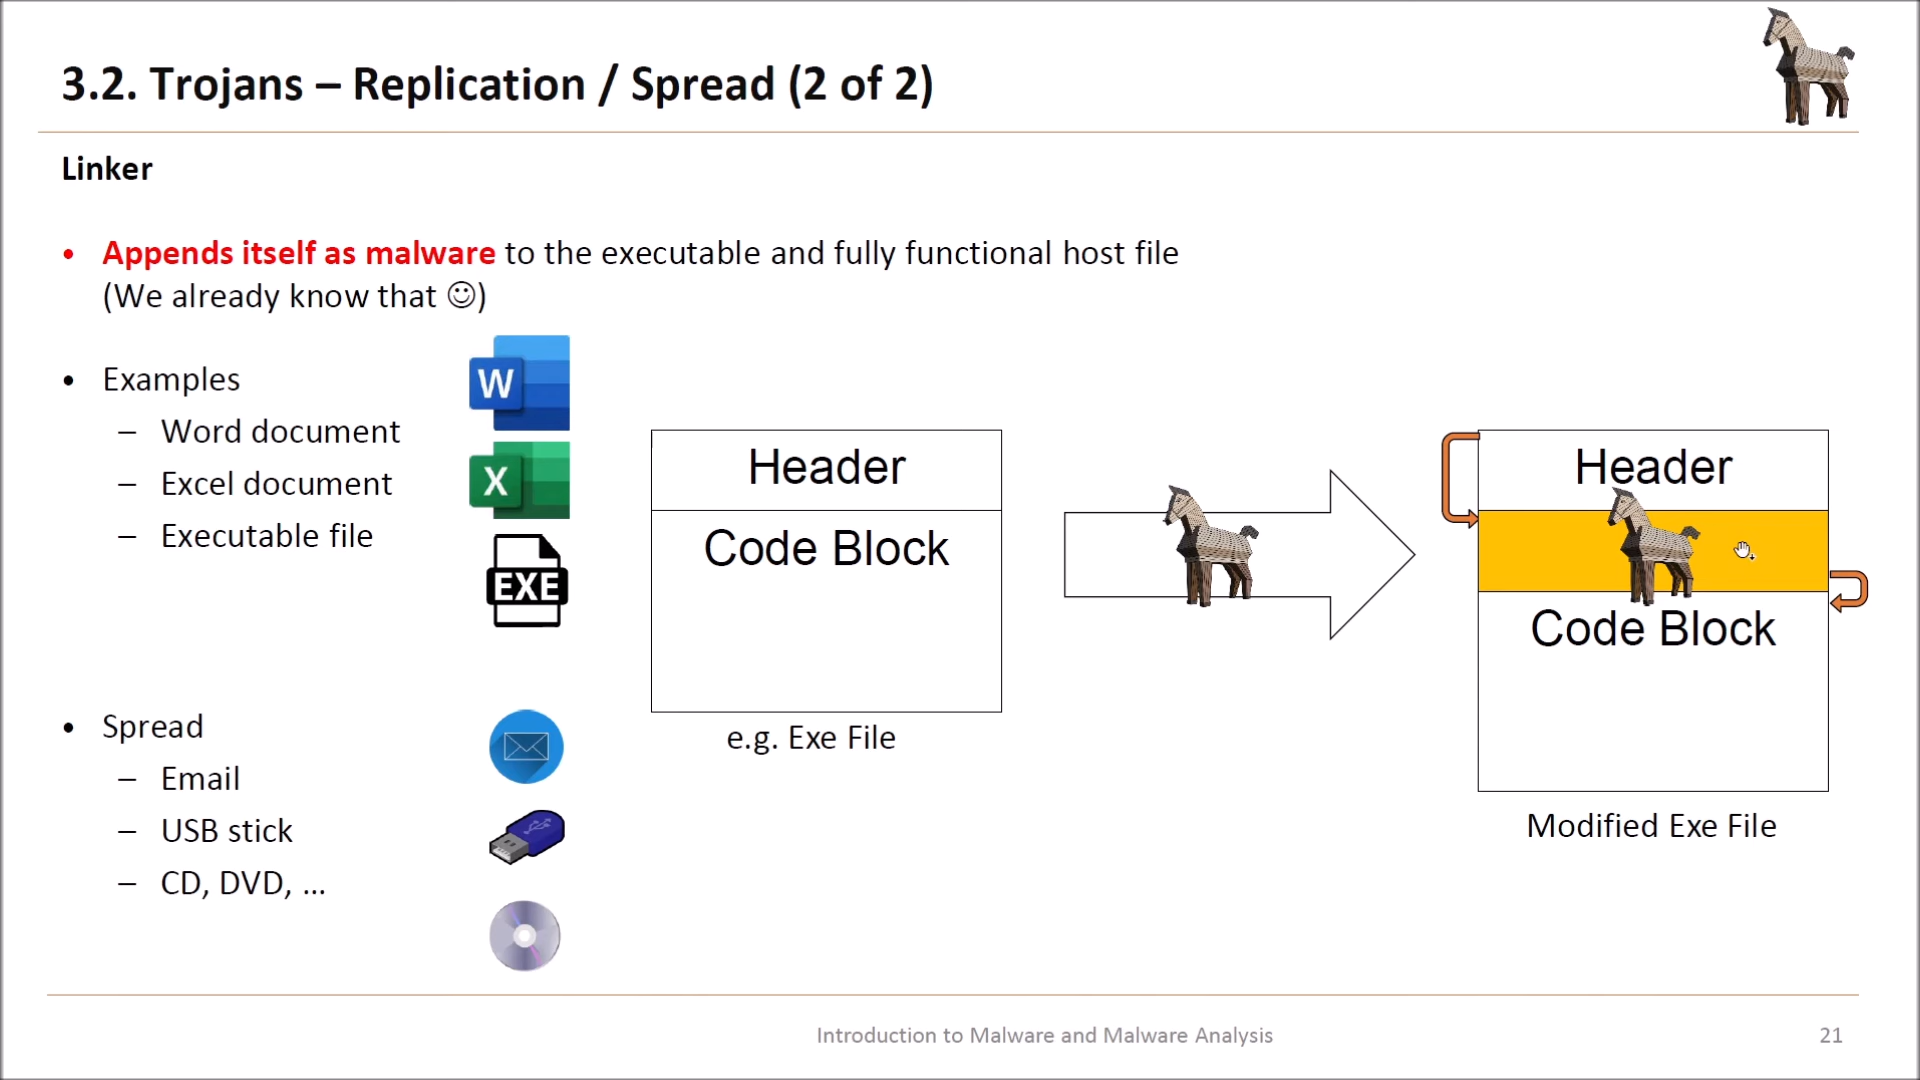 3.2. Trojans – Replication / Spread (2 of 2)
Linker
• Appends itself as malware to the executable and fully functional host file
(We already know that ☺)
• Examples
– Word document
– Excel document
– Executable file
W
X
EXE
• Spread
– Email
– USB stick
– CD, DVD, ...
Header
Code Block
e.g. Exe File
Header
Code Block
Modified Exe File
Introduction to Malware and Malware Analysis
21